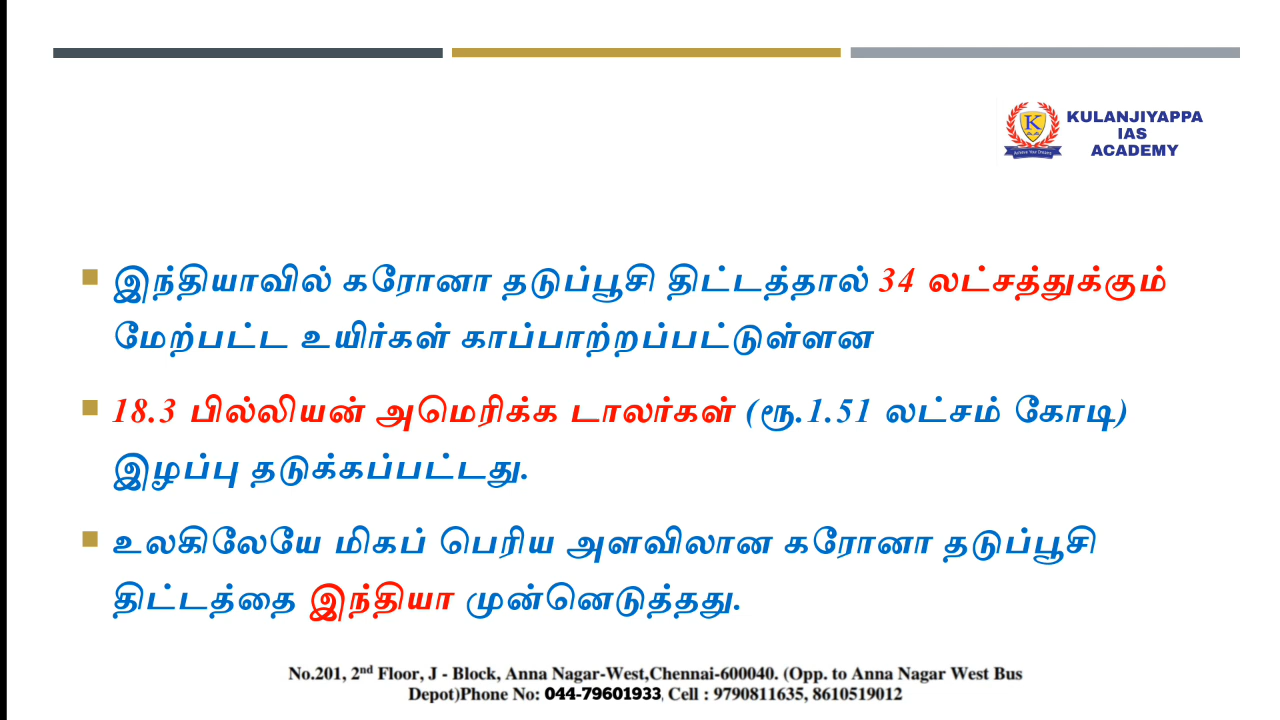 KULANJIYAPPA
IAS
ACADEMY
இந்தியாவில் கரோனா தடுப்பூசி திட்டத்தால் 34 லட்சத்துக்கும்
மேற்பட்ட உயிர்கள் காப்பாற்றப்பட்டுள்ளன
18.3 பில்லியன் அமெரிக்க டாலர்கள் (ரூ.1.51 லட்சம் கோடி)
இழப்பு தடுக்கப்பட்டது.
உலகிலேயே மிகப் பெரிய அளவிலான கரோனா தடுப்பூசி
திட்டத்தை இந்தியா முன்னெடுத்தது.
No.201, 2nd Floor, J - Block, Anna Nagar-West,Chennai-600040. (Opp. to Anna Nagar West Bus
Depot)Phone No: 044-79601933, Cell : 9790811635, 8610519012